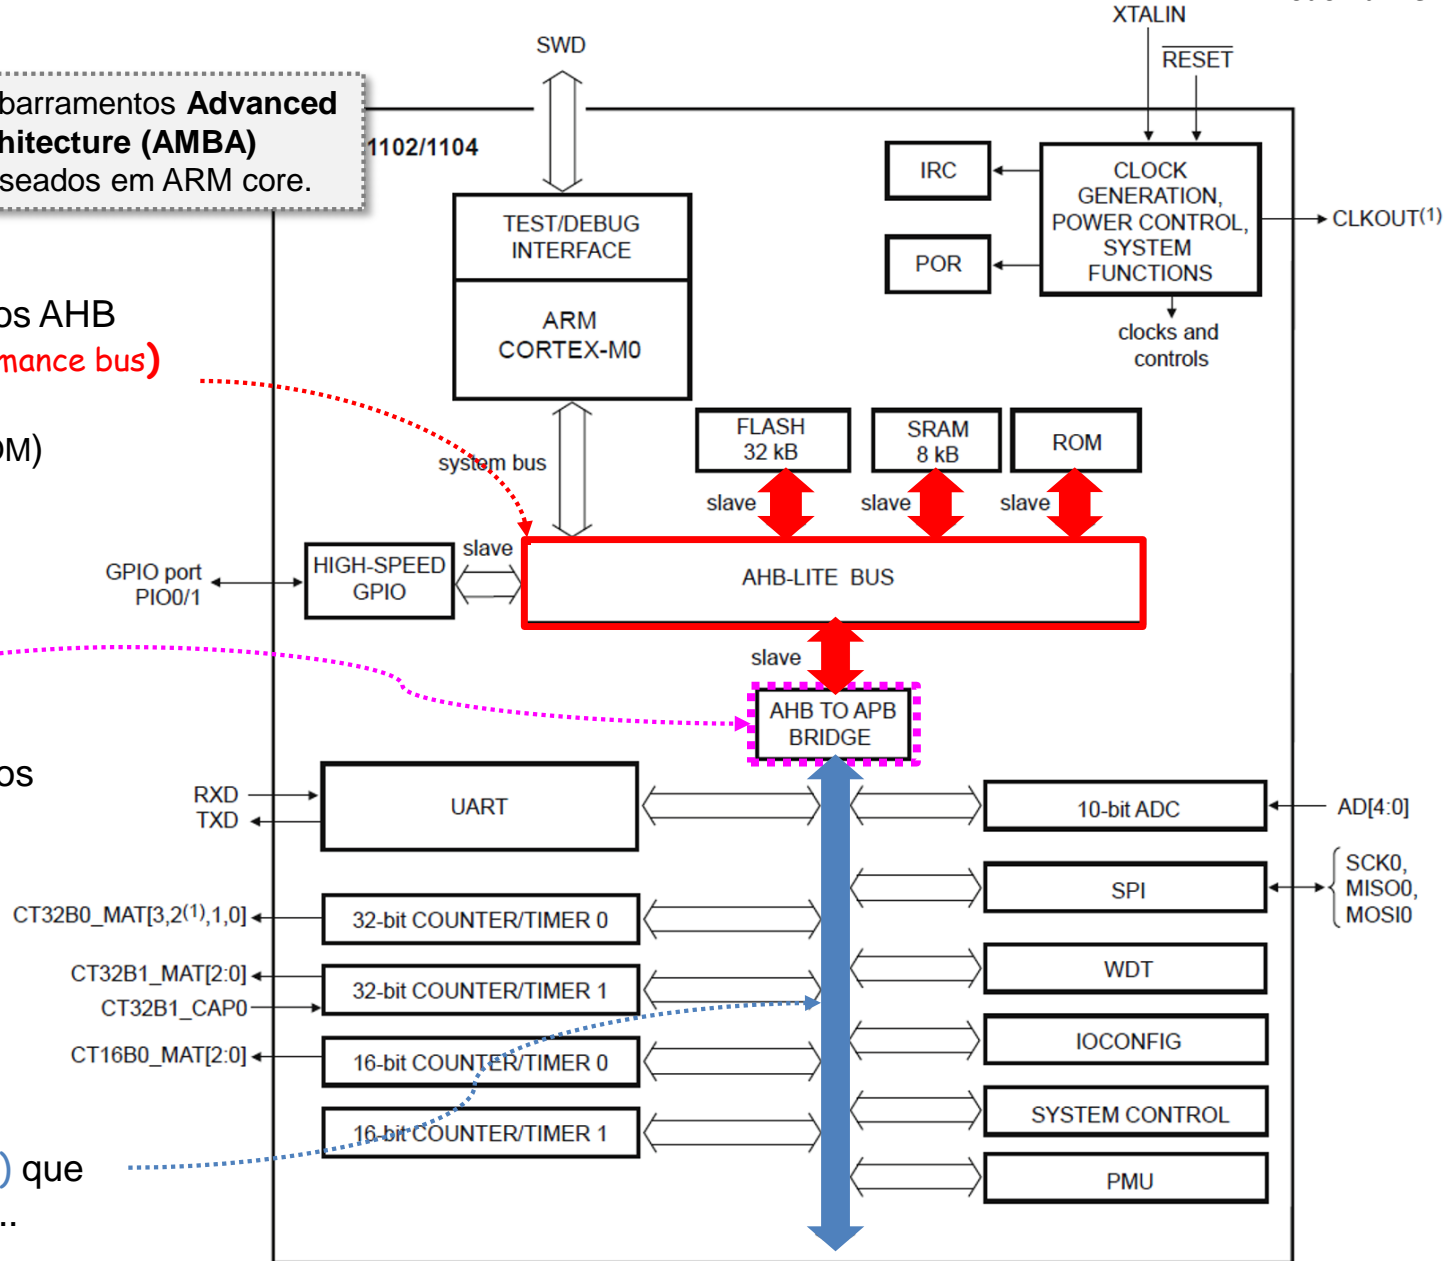 XTALIN
SWD
RESET
barramentos Advanced
hitecture (AMBA)
seados em ARM core.
1102/1104
IRC
CLOCK
GENERATION,
POWER CONTROL,
SYSTEM
FUNCTIONS
CLKOUT(1)
TEST/DEBUG
INTERFACE
POR
os AHB
mance bus)
ARM
CORTEX-M0
clocks and
controls
OM)
system bus
FLASH
32 kB
SRAM
8 kB
ROM
slave
slave
slave
GPIO port
PIO0/1
HIGH-SPEED
GPIO
slave
AHB-LITE BUS
slave
AHB TO APB
BRIDGE
os
RXD
TXD
UART
10-bit ADC
AD[4:0]
SPI
SCK0,
MISO0,
MOSI0
CT32B0_MAT[3,2(1),1,0]
32-bit COUNTER/TIMER 0
WDT
CT32B1_MAT[2:0]
CT32B1_CAP0
32-bit COUNTER/TIMER 1
IOCONFIG
CT16B0_MAT[2:0]
16-bit COUNTER/TIMER 0
SYSTEM CONTROL
16-bit COUNTER/TIMER 1
) que
PMU
..